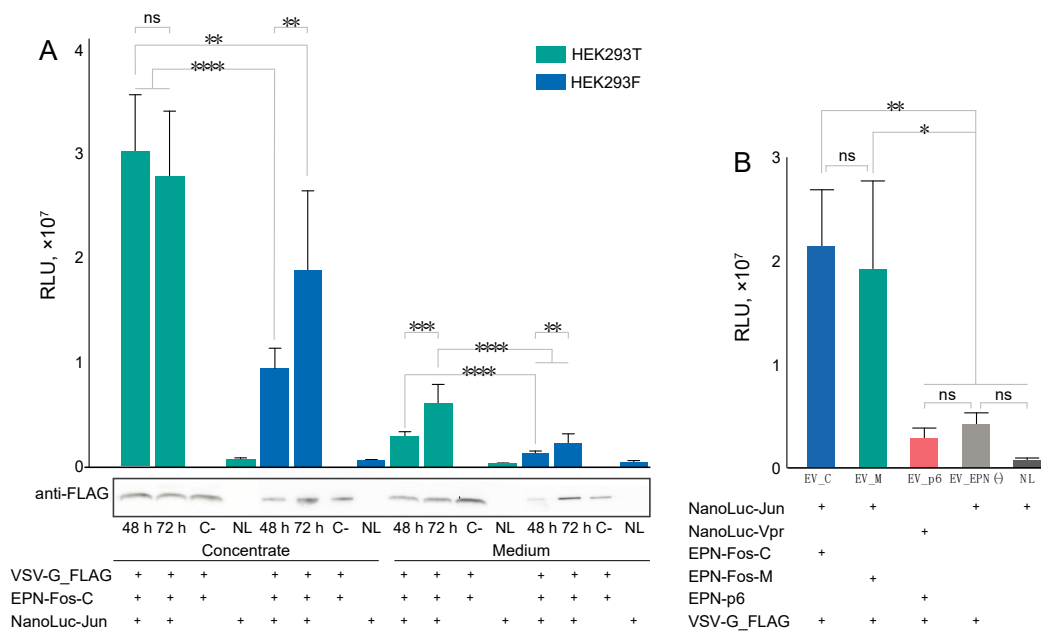 A
ns
**
**
****
HEK293T
HEK293F
4
3
2
1
0
RLU, ×10⁷
***
**
****
****
anti-FLAG
48 h 72 h C- NL 48 h 72 h C- NL 48 h 72 h C- NL 48 h 72 h C- NL
Concentrate Medium
VSV-G_FLAG + + + + + + + + + + + +
EPN-Fos-C + + + + + + + + + + + +
NanoLuc-Jun + + + + + + + + + + + +
B
**
*
ns
3
2
1
0
RLU, ×10⁷
ns ns
EV_C EV_M EV_p6 EV_EPN(-) NL
NanoLuc-Jun + + + +
NanoLuc-Vpr +
EPN-Fos-C +
EPN-Fos-M +
EPN-p6 +
VSV-G_FLAG + + + +